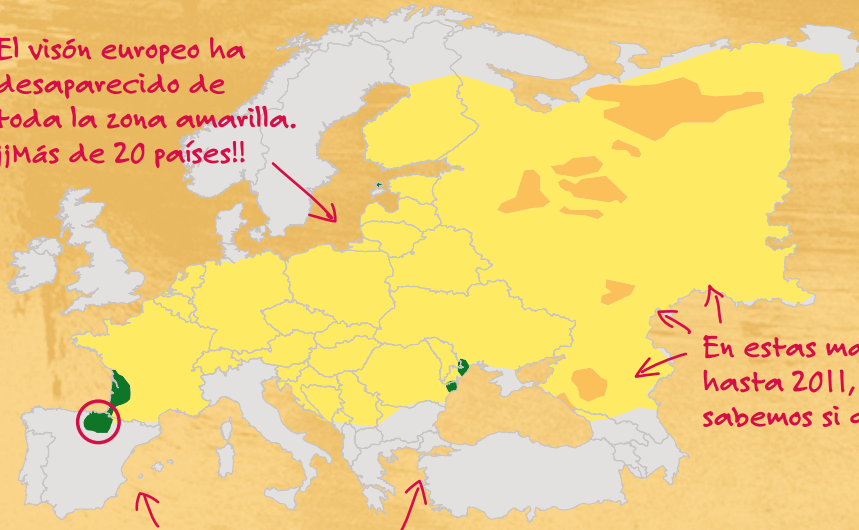 El visón europeo ha
desaparecido de
toda la zona amarilla.
¡¡Más de 20 países!!
En estas
hasta 2011,
sabemos si